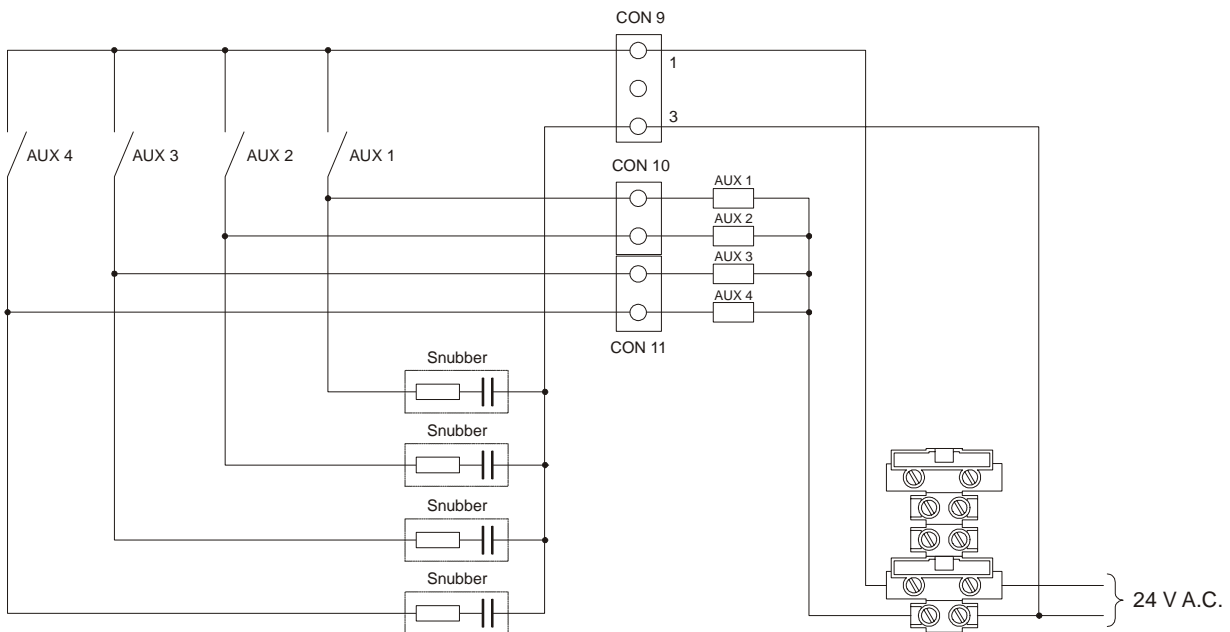 CON 9
1
3
AUX 4
AUX 3
AUX 2
AUX 1
CON 10
AUX 1
AUX 2
AUX 3
AUX 4
CON 11
Snubber
Snubber
Snubber
Snubber
24 V A.C.